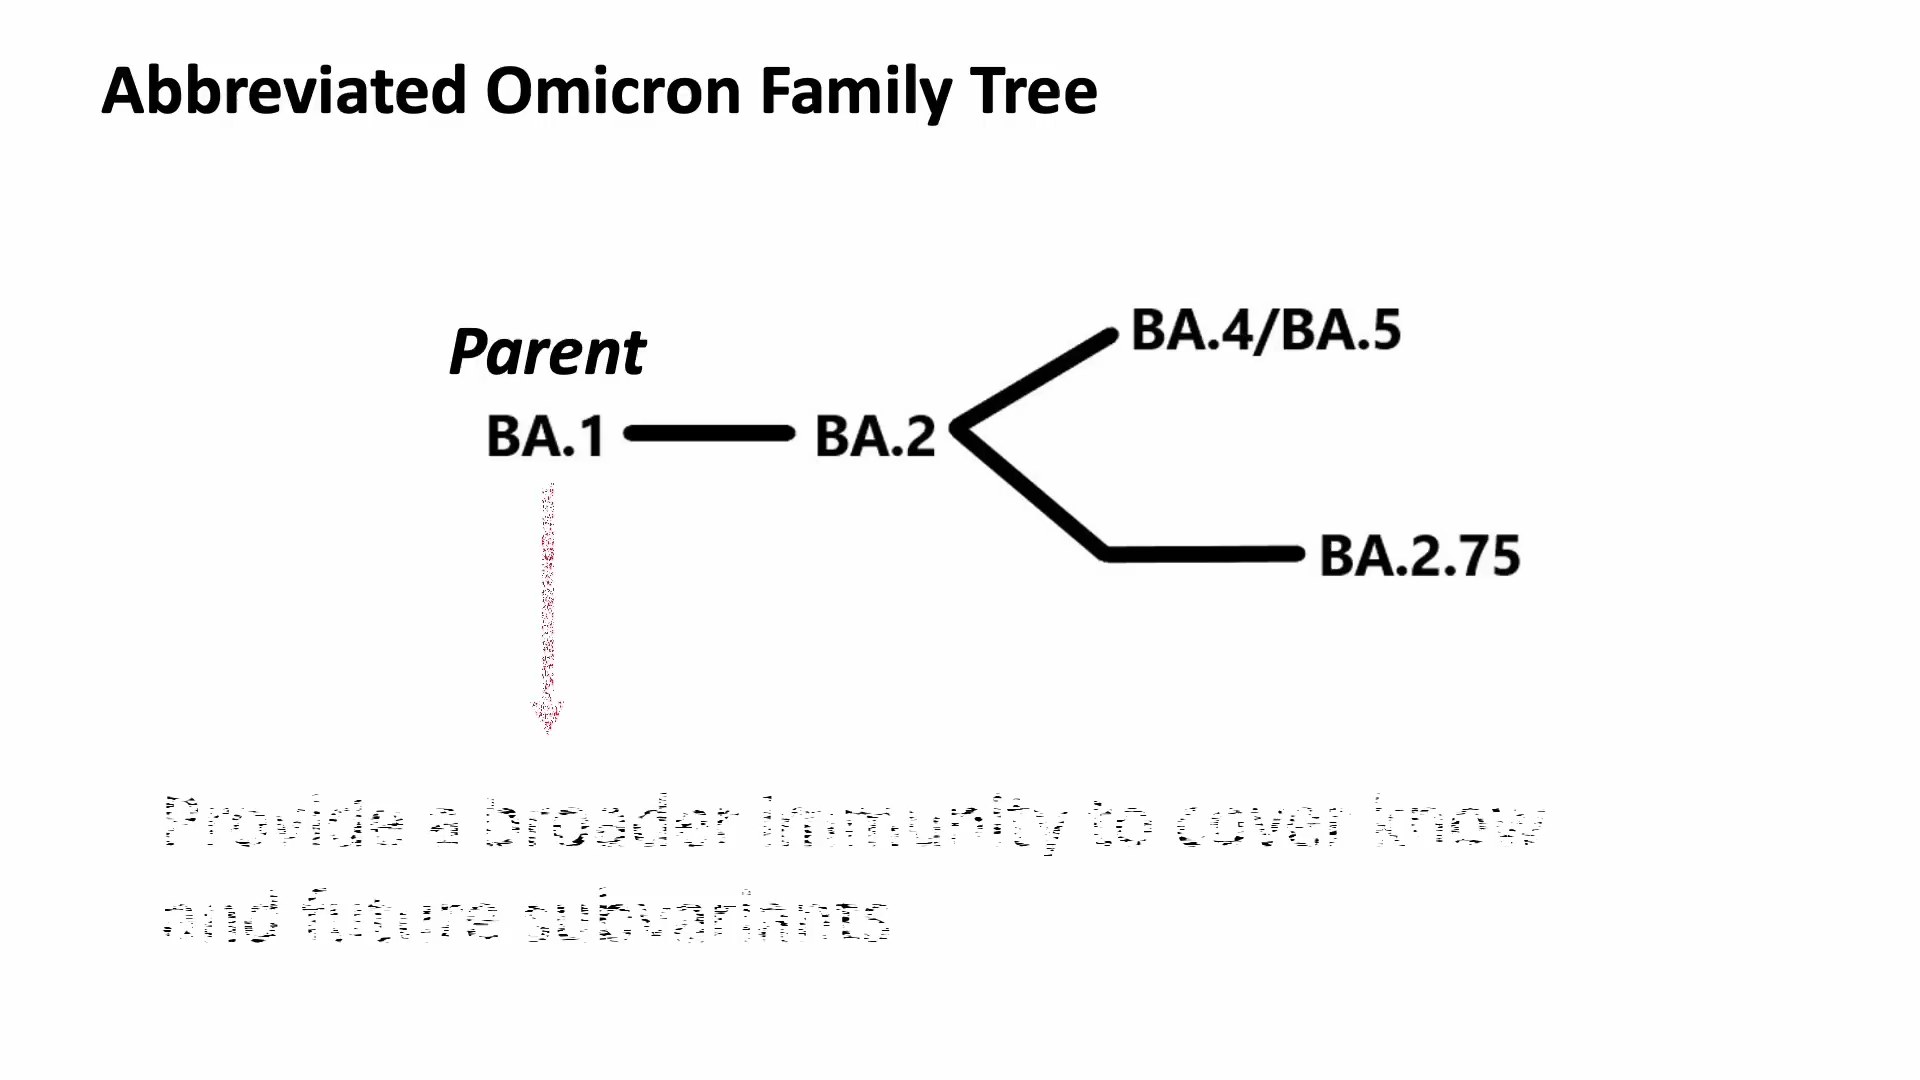 Abbreviated Omicron Family Tree
Parent
BA.1
BA.2
BA.4/BA.5
BA.2.75
Provide a broader immunity to cover know
and future subvariants